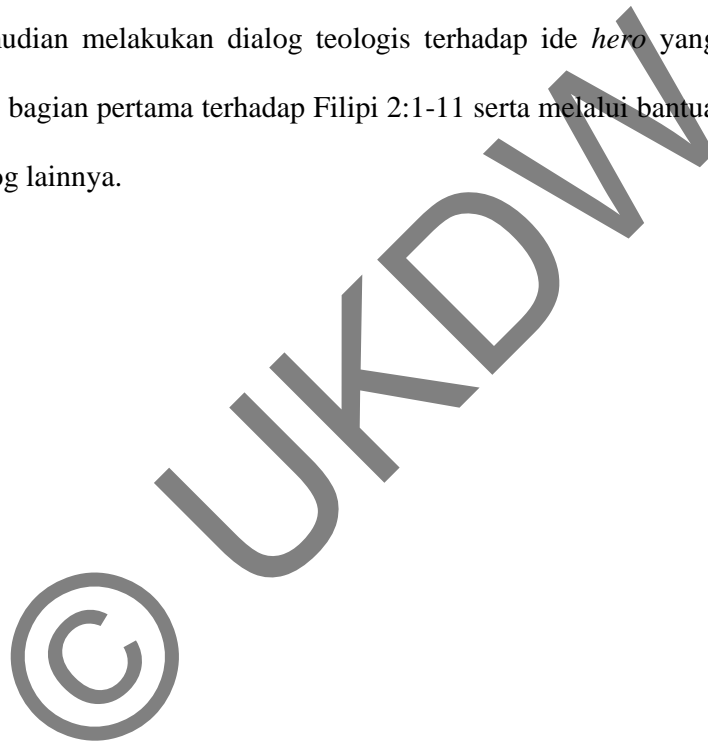 udian melakukan dialog teologis terhadap ide hero yang
bagian pertama terhadap Filipi 2:1-11 serta melalui bantua
og lainnya.
© UKDW